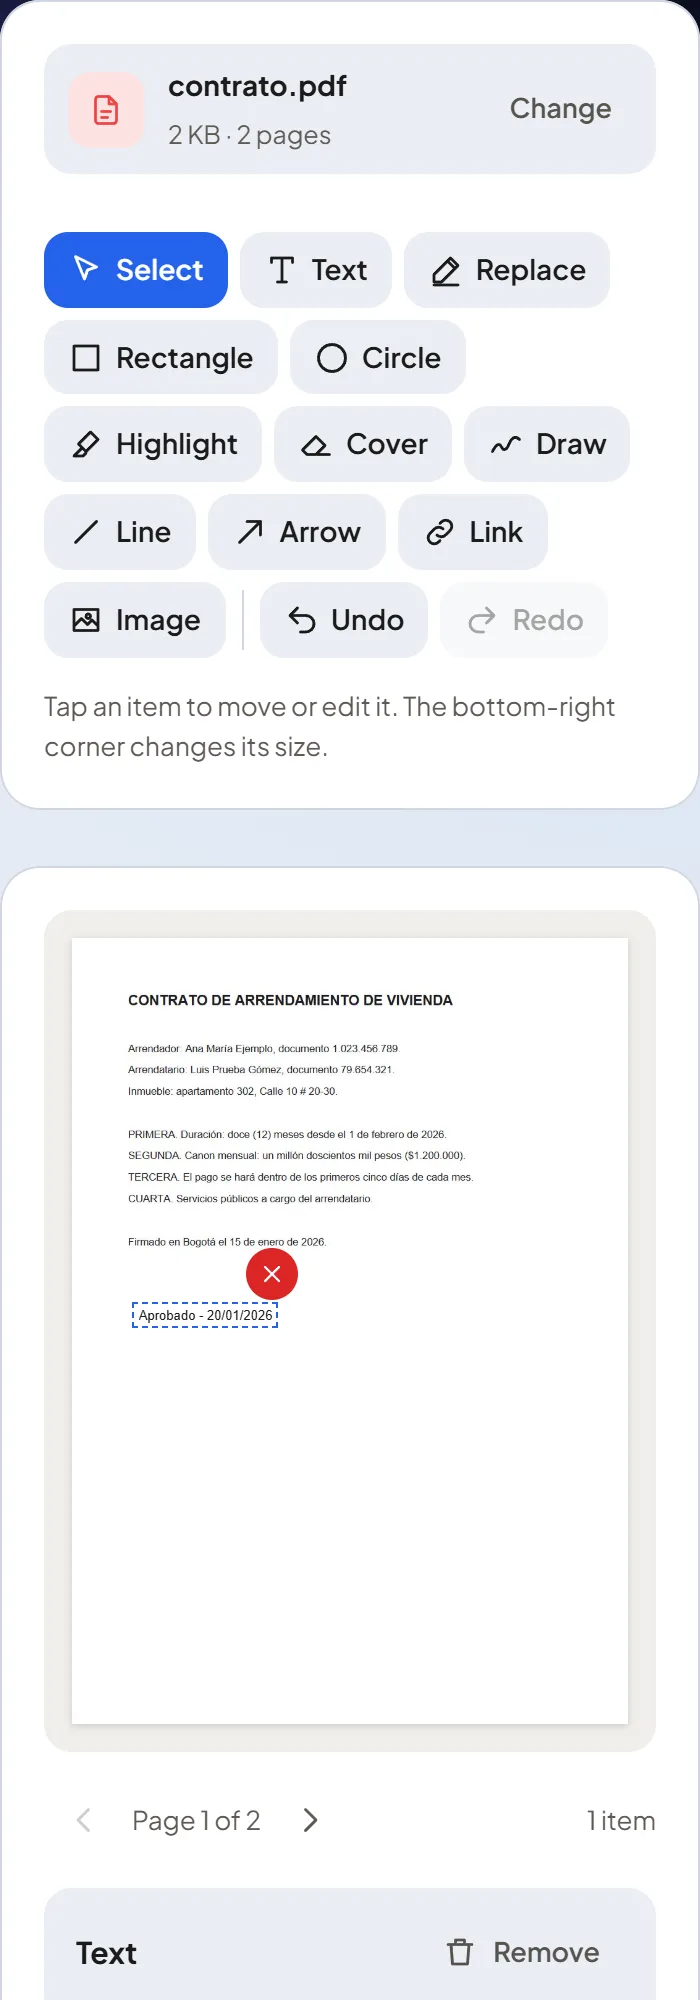 contrato.pdf
2 KB · 2 pages
Change
Select
Text
Replace
Rectangle
Circle
Highlight
Cover
Draw
Line
Arrow
Link
Image
Undo
Redo
Tap an item to move or edit it. The bottom-right
corner changes its size.
CONTRATO DE ARRENDAMIENTO DE VIVIENDA
Arrendador: Ana María Ejemplo, documento 1.023.456.789.
Arrendatario: Luis Prueba Gómez, documento 79.654.321.
Inmueble: apartamento 302, Calle 10 # 20-30.
PRIMERA. Duración: doce (12) meses desde el 1 de febrero de 2026.
SEGUNDA. Canon mensual: un millón doscientos mil pesos ($1.200.000).
TERCERA. El pago se hará dentro de los primeros cinco días de cada mes.
CUARTA. Servicios públicos a cargo del arrendatario.
Firmado en Bogotá el 15 de enero de 2026.
Aprobado - 20/01/2026
Page 1 of 2
1 item
Text
Remove